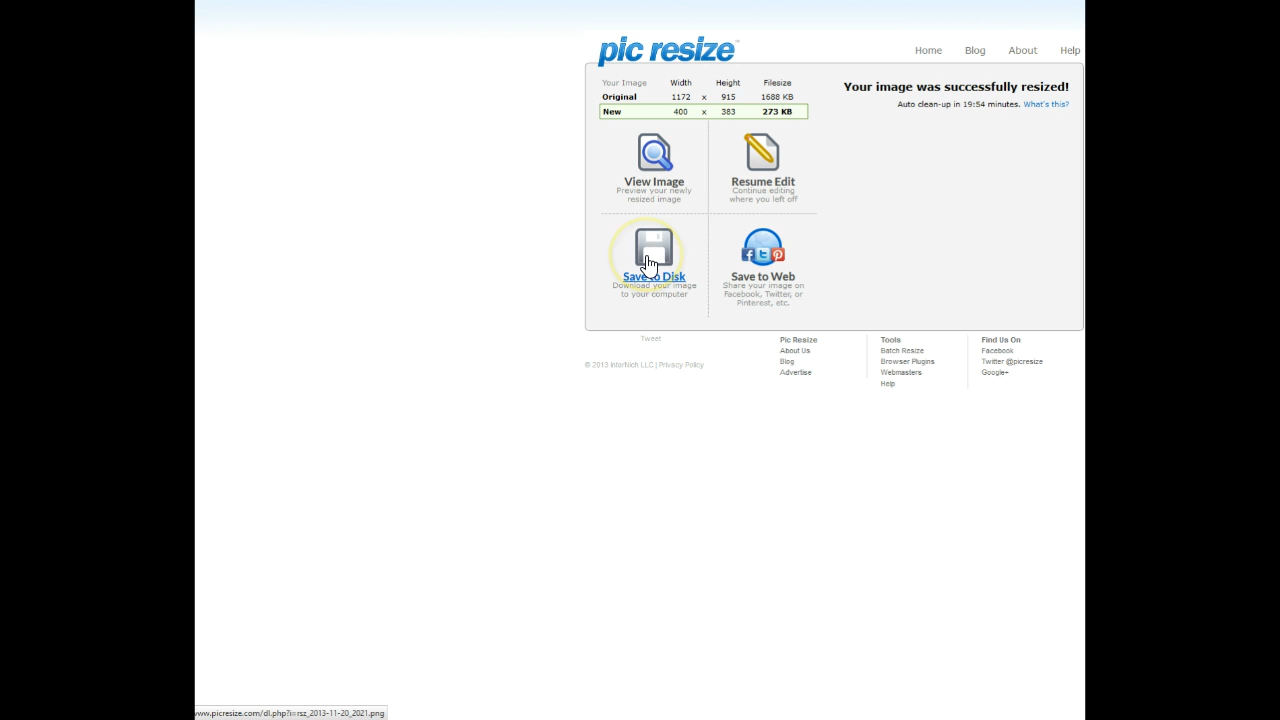 pic resize
Home Blog About Help
Your Image Width Height Filesize
Original 1172 x 915 1688 KB
New 400 x 383 273 KB
Your image was successfully resized!
Auto clean-up in 19:54 minutes. What's this?
View Image
Preview your newly
resized image
Resume Edit
Continue editing
where you left off
Save to Disk
Download your image
to your computer
Save to Web
Share your image on
Facebook, Twitter, or
Pinterest, etc.
Tweet
© 2013 InterNich LLC | Privacy Policy
Pic Resize
About Us
Blog
Advertise
Tools
Batch Resize
Browser Plugins
Webmasters
Help
Find Us On
Facebook
Twitter @picresize
Google+
www.picresize.com/dl.php?i=rsz_2013-11-20_2021.png